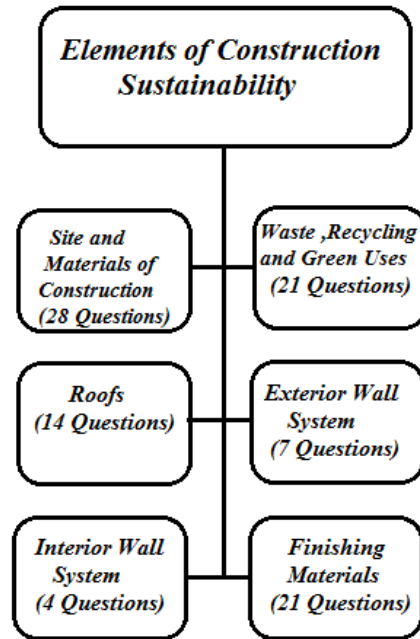 Elements of Construction
Sustainability
Site and
Materials of
Construction
(28 Questions)
Waste ,Recycling
and Green Uses
(21 Questions)
Roofs
(14 Questions)
Exterior Wall
System
(7 Questions)
Interior Wall
System
(4 Questions)
Finishing
Materials
(21 Questions)